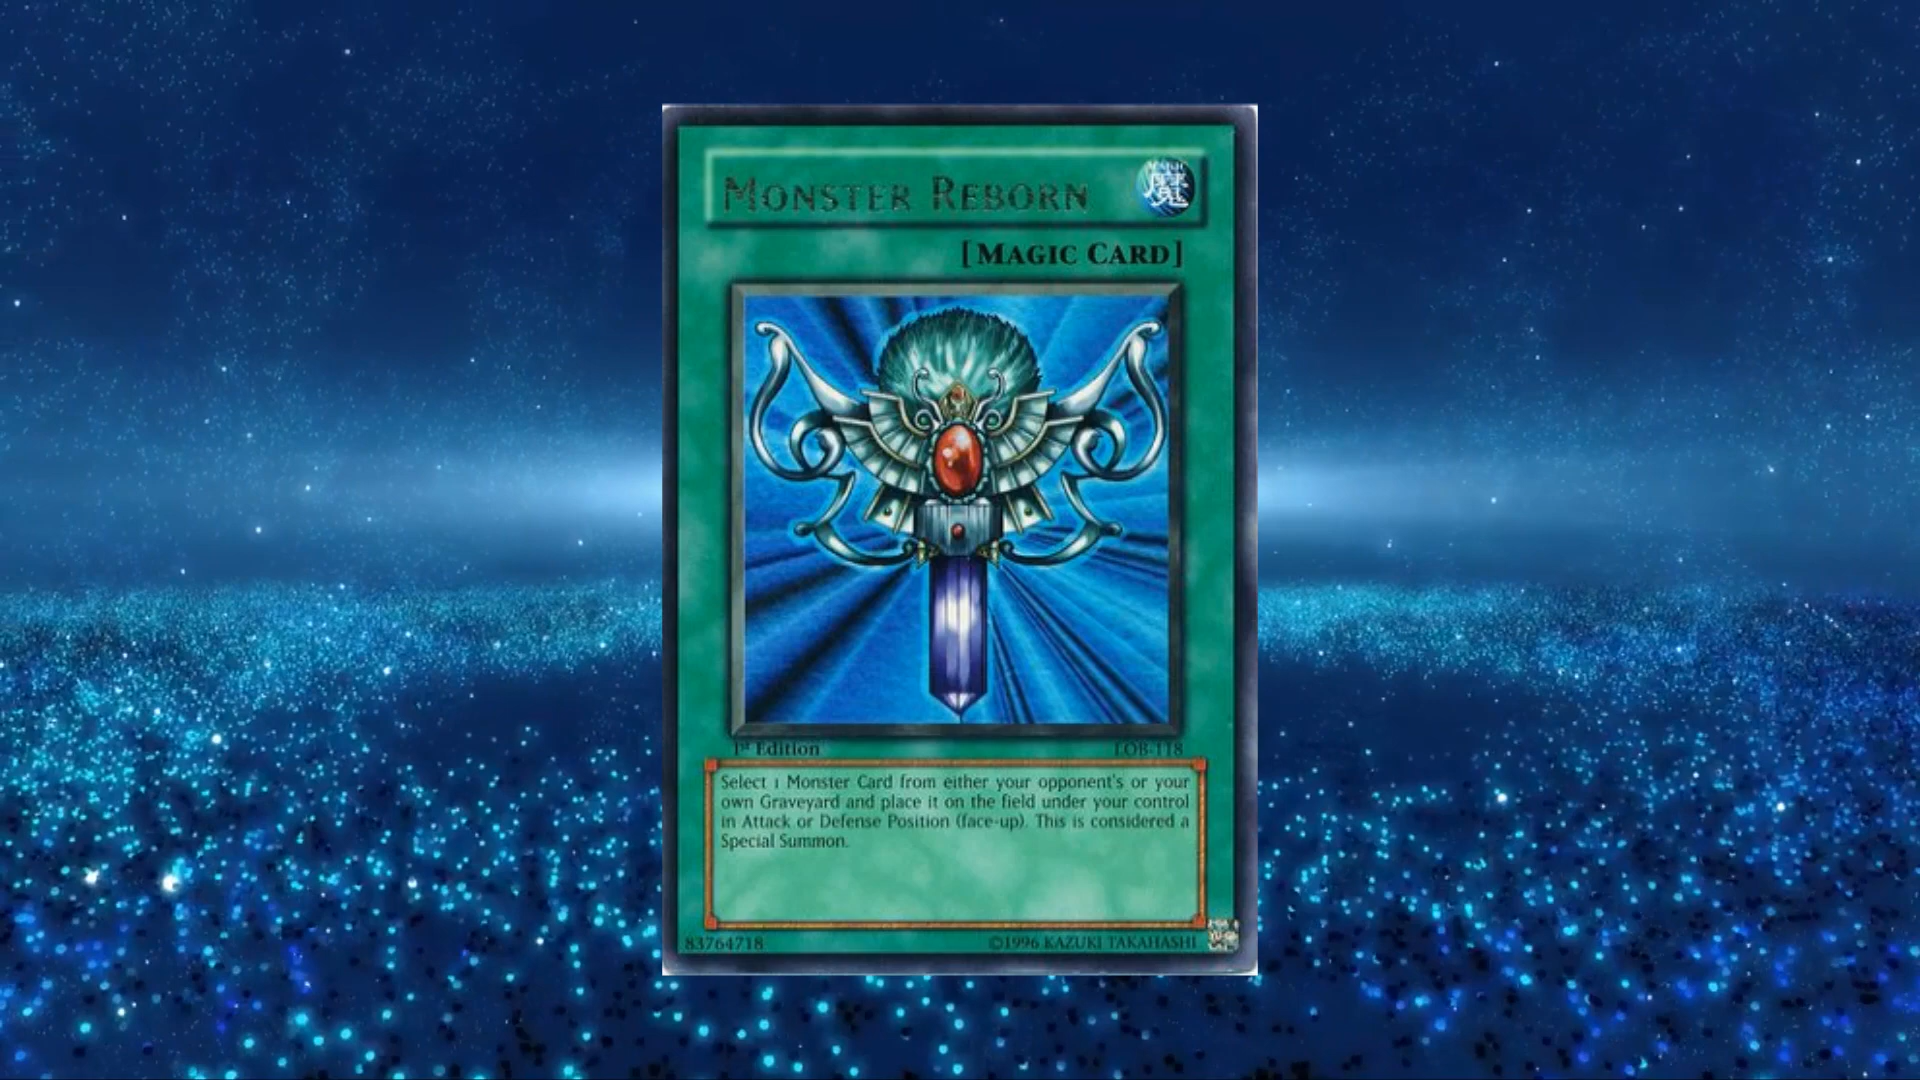 Monster Reborn
魔
[Magic Card]
1st Edition
LOB-118
Select 1 Monster Card from either your opponent's or your
own Graveyard and place it on the field under your control
in Attack or Defense Position (face-up). This is considered a
Special Summon.
83764718
©1996 KAZUKI TAKAHASHI